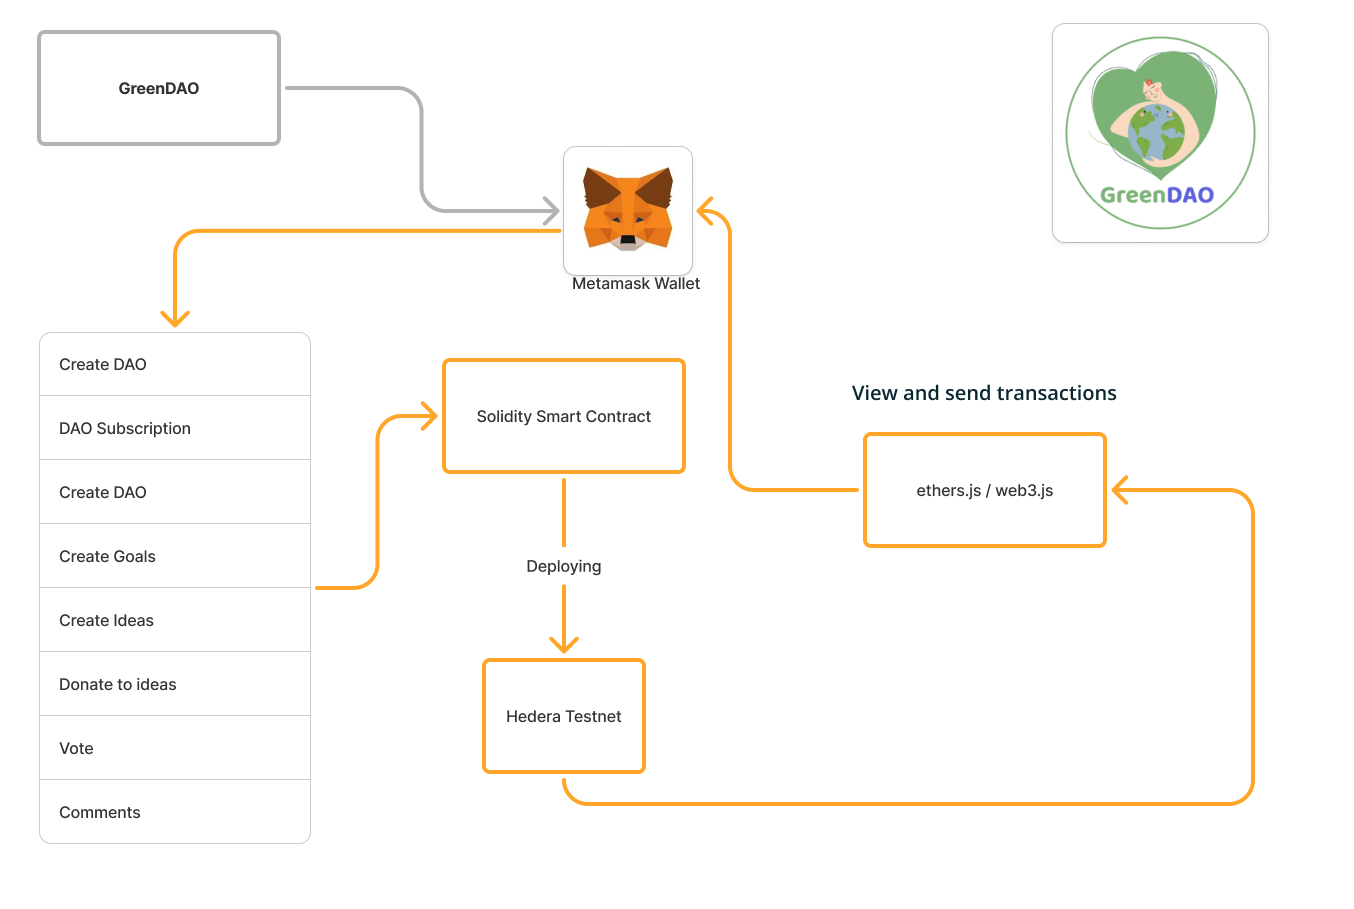 GreenDAO
GreenDAO
Metamask Wallet
Create DAO
DAO Subscription
Create DAO
Create Goals
Create Ideas
Donate to ideas
Vote
Comments
Solidity Smart Contract
Deploying
Hedera Testnet
View and send transactions
ethers.js / web3.js